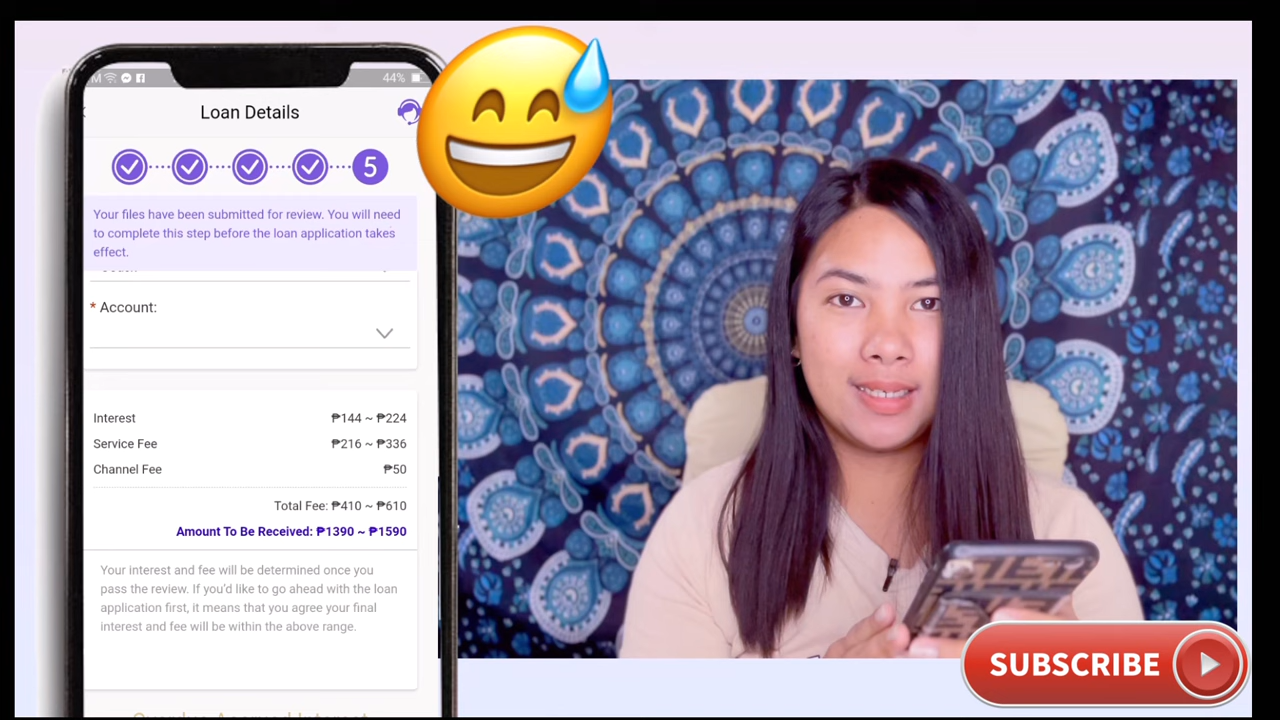 44%
Loan Details
5
Your files have been submitted for review. You will need
to complete this step before the loan application takes
effect.
* Account:
Interest ₱144 ~ ₱224
Service Fee ₱216 ~ ₱336
Channel Fee ₱50
Total Fee: ₱410 ~ ₱610
Amount To Be Received: ₱1390 ~ ₱1590
Your interest and fee will be determined once you
pass the review. If you'd like to go ahead with the loan
application first, it means that you agree your final
interest and fee will be within the above range.
SUBSCRIBE